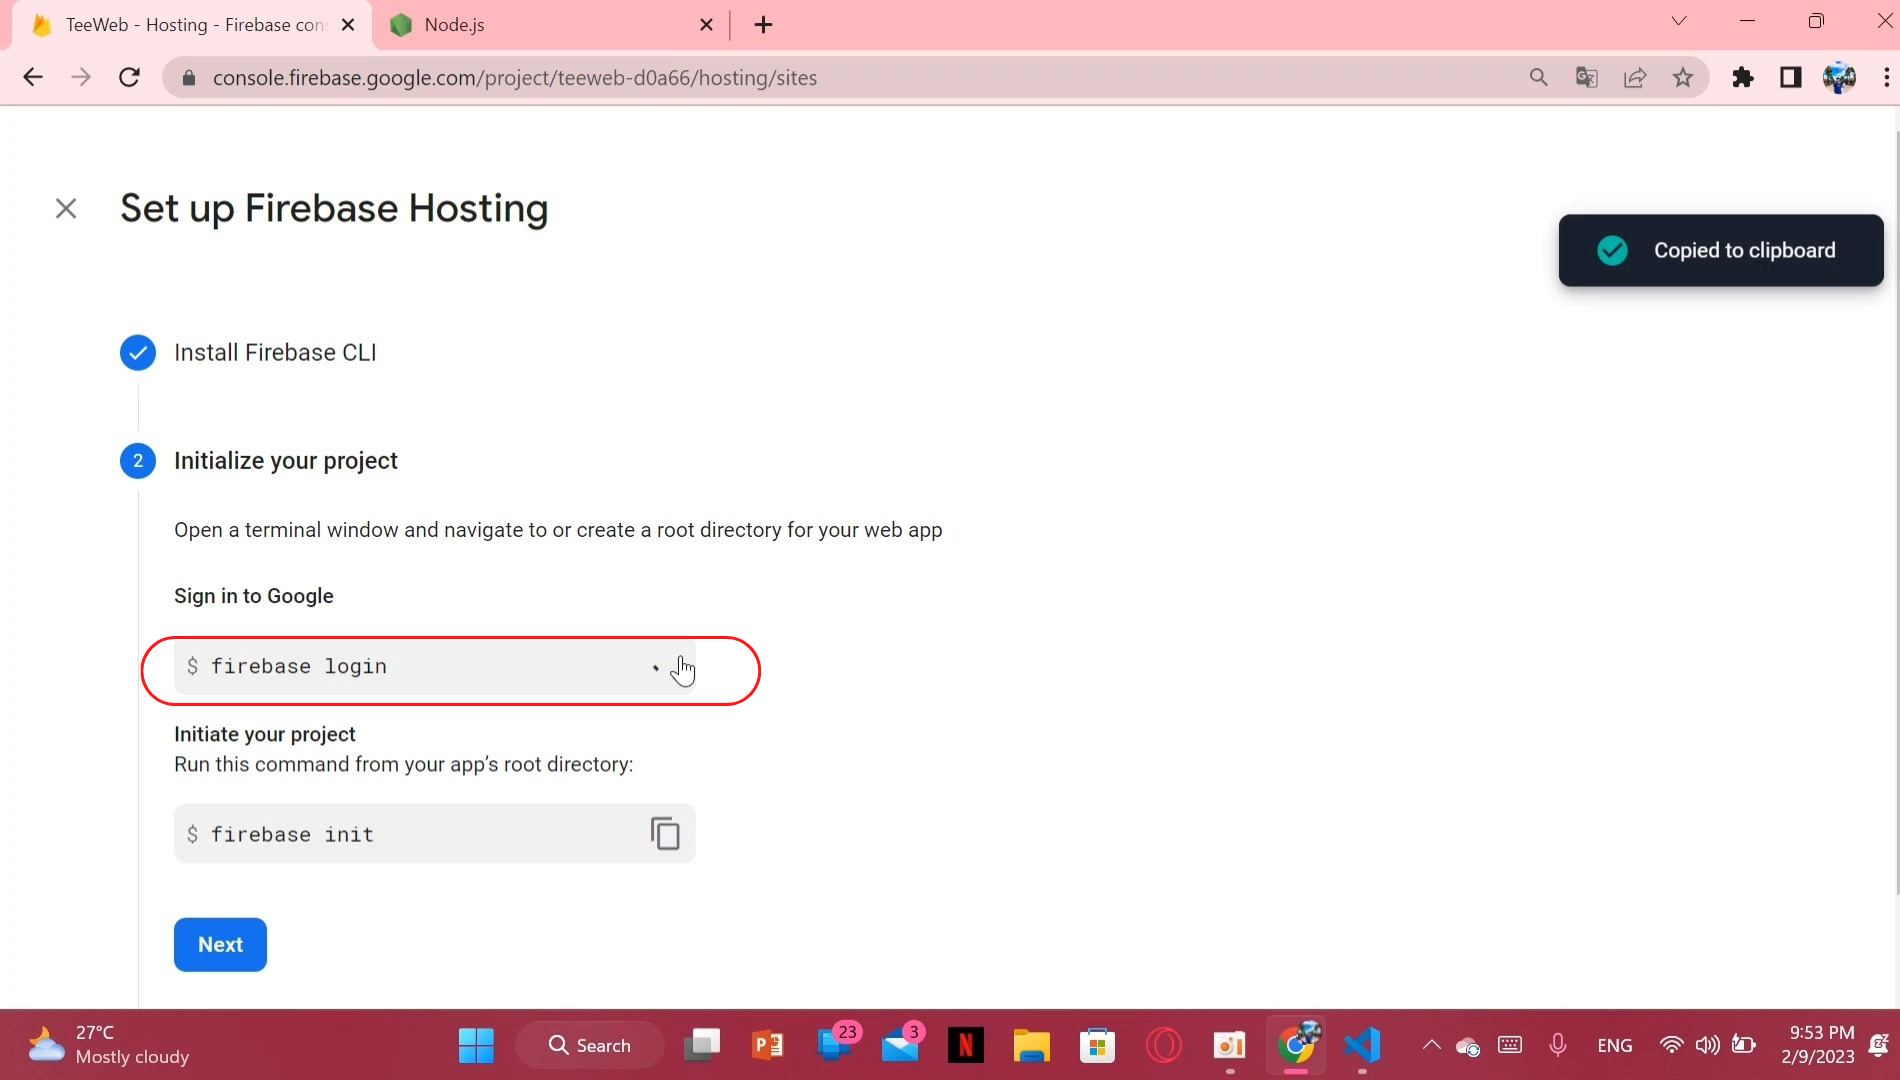 TeeWeb - Hosting - Firebase con
Node.js
console.firebase.google.com/project/teeweb-d0a66/hosting/sites
Set up Firebase Hosting
Copied to clipboard
Install Firebase CLI
2 Initialize your project
Open a terminal window and navigate to or create a root directory for your web app
Sign in to Google
$ firebase login
Initiate your project
Run this command from your app's root directory:
$ firebase init
Next
27°C
Mostly cloudy
Search
23
3
ENG
9:53 PM
2/9/2023